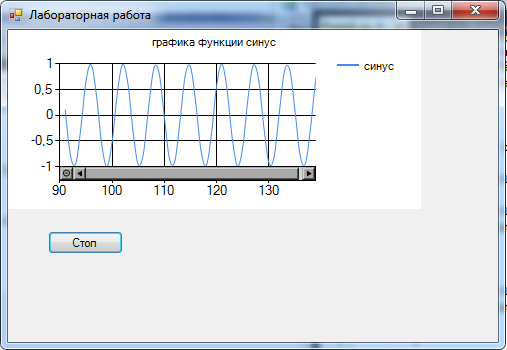 Лабораторная работа
графика функции синус
синус
1
0,5
0
-0,5
-1
90 100 110 120 130
Стоп